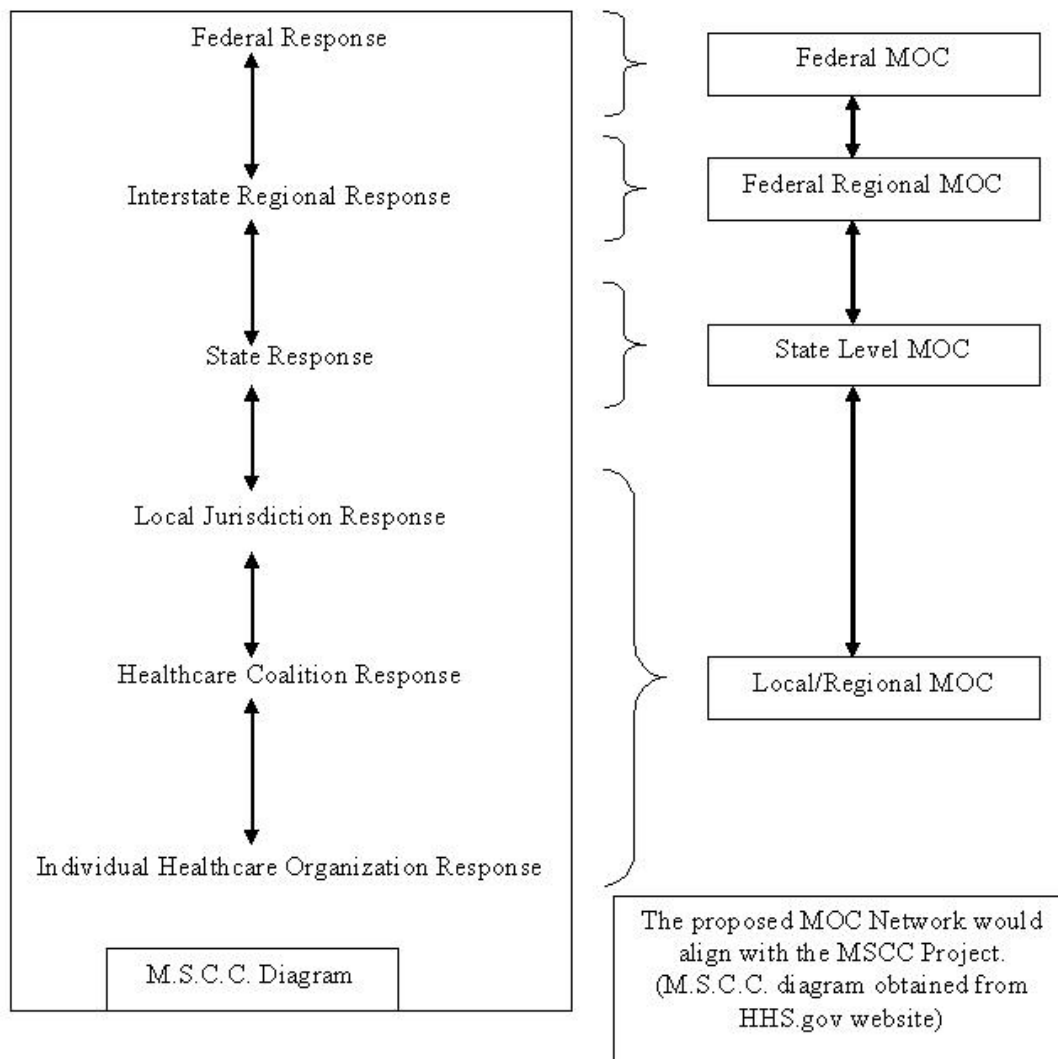 Federal Response
Interstate Regional Response
State Response
Local Jurisdiction Response
Healthcare Coalition Response
Individual Healthcare Organization Response
M.S.C.C. Diagram
Federal MOC
Federal Regional MOC
State Level MOC
Local/Regional MOC
The proposed MOC Network would
align with the MSCC Project.
(M.S.C.C. diagram obtained from
HHS.gov website)